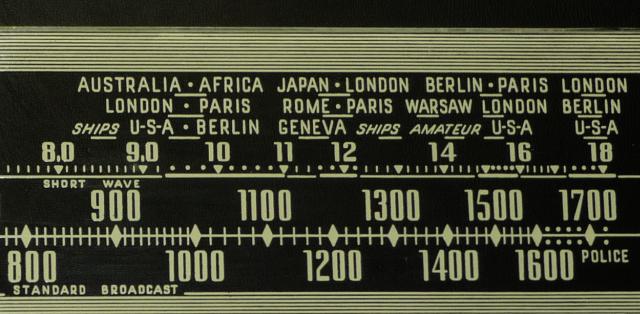 AUSTRALIA • AFRICA JAPAN • LONDON BERLIN • PARIS LONDON
LONDON • PARIS ROME • PARIS WARSAW LONDON BERLIN
SHIPS U-S-A • BERLIN GENEVA SHIPS AMATEUR U-S-A U-S-A
8.0 9.0 10 11 12 14 16 18
SHORT WAVE
900 1100 1300 1500 1700
800 1000 1200 1400 1600 POLICE
STANDARD BROADCAST